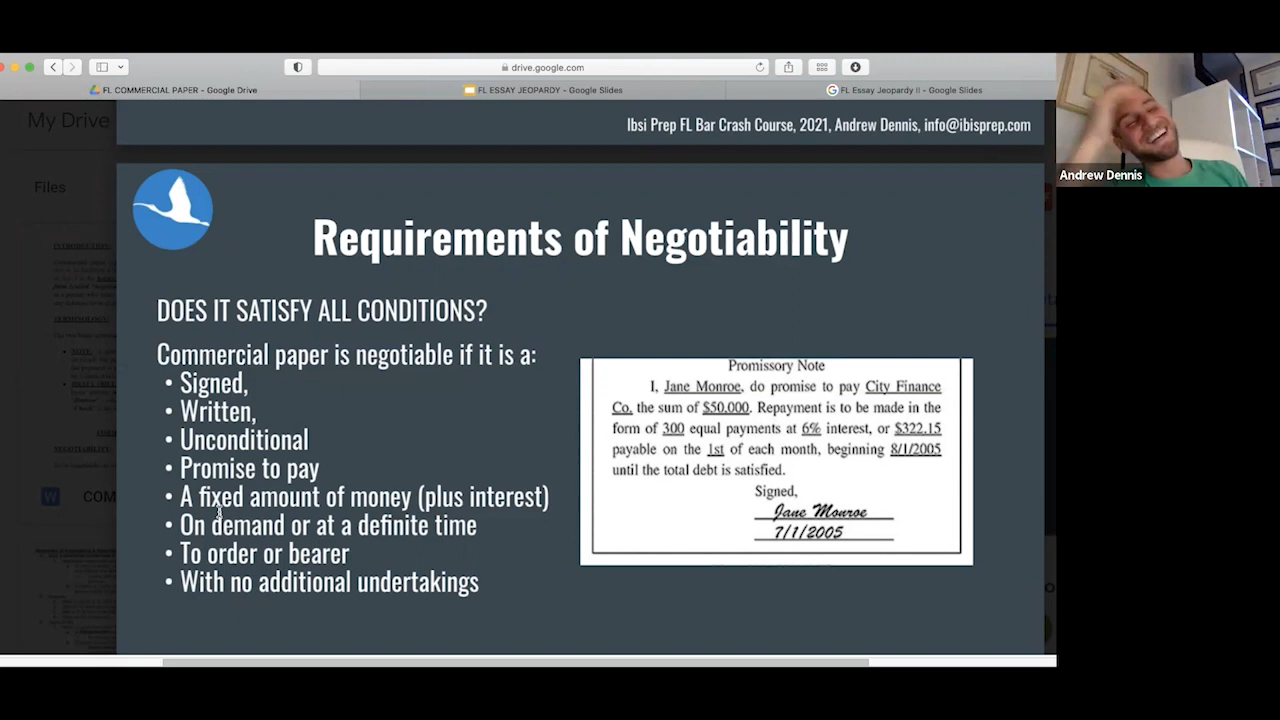 drive.google.com
FL COMMERCIAL PAPER - Google Drive
FL ESSAY JEOPARDY - Google Slides
FL Essay Jeopardy II - Google Slides
My Drive
Ibsi Prep FL Bar Crash Course, 2021, Andrew Dennis, info@ibisprep.com
Andrew Dennis
Files
Requirements of Negotiability
DOES IT SATISFY ALL CONDITIONS?
Commercial paper is negotiable if it is a:
• Signed,
• Written,
• Unconditional
• Promise to pay
• A fixed amount of money (plus interest)
• On demand or at a definite time
• To order or bearer
• With no additional undertakings
Promissory Note
I, Jane Monroe, do promise to pay City Finance
Co. the sum of $50,000. Repayment is to be made in the
form of 300 equal payments at 6% interest, or $322.15
payable on the 1st of each month, beginning 8/1/2005
until the total debt is satisfied.
Signed,
Jane Monroe
7/1/2005
W COM